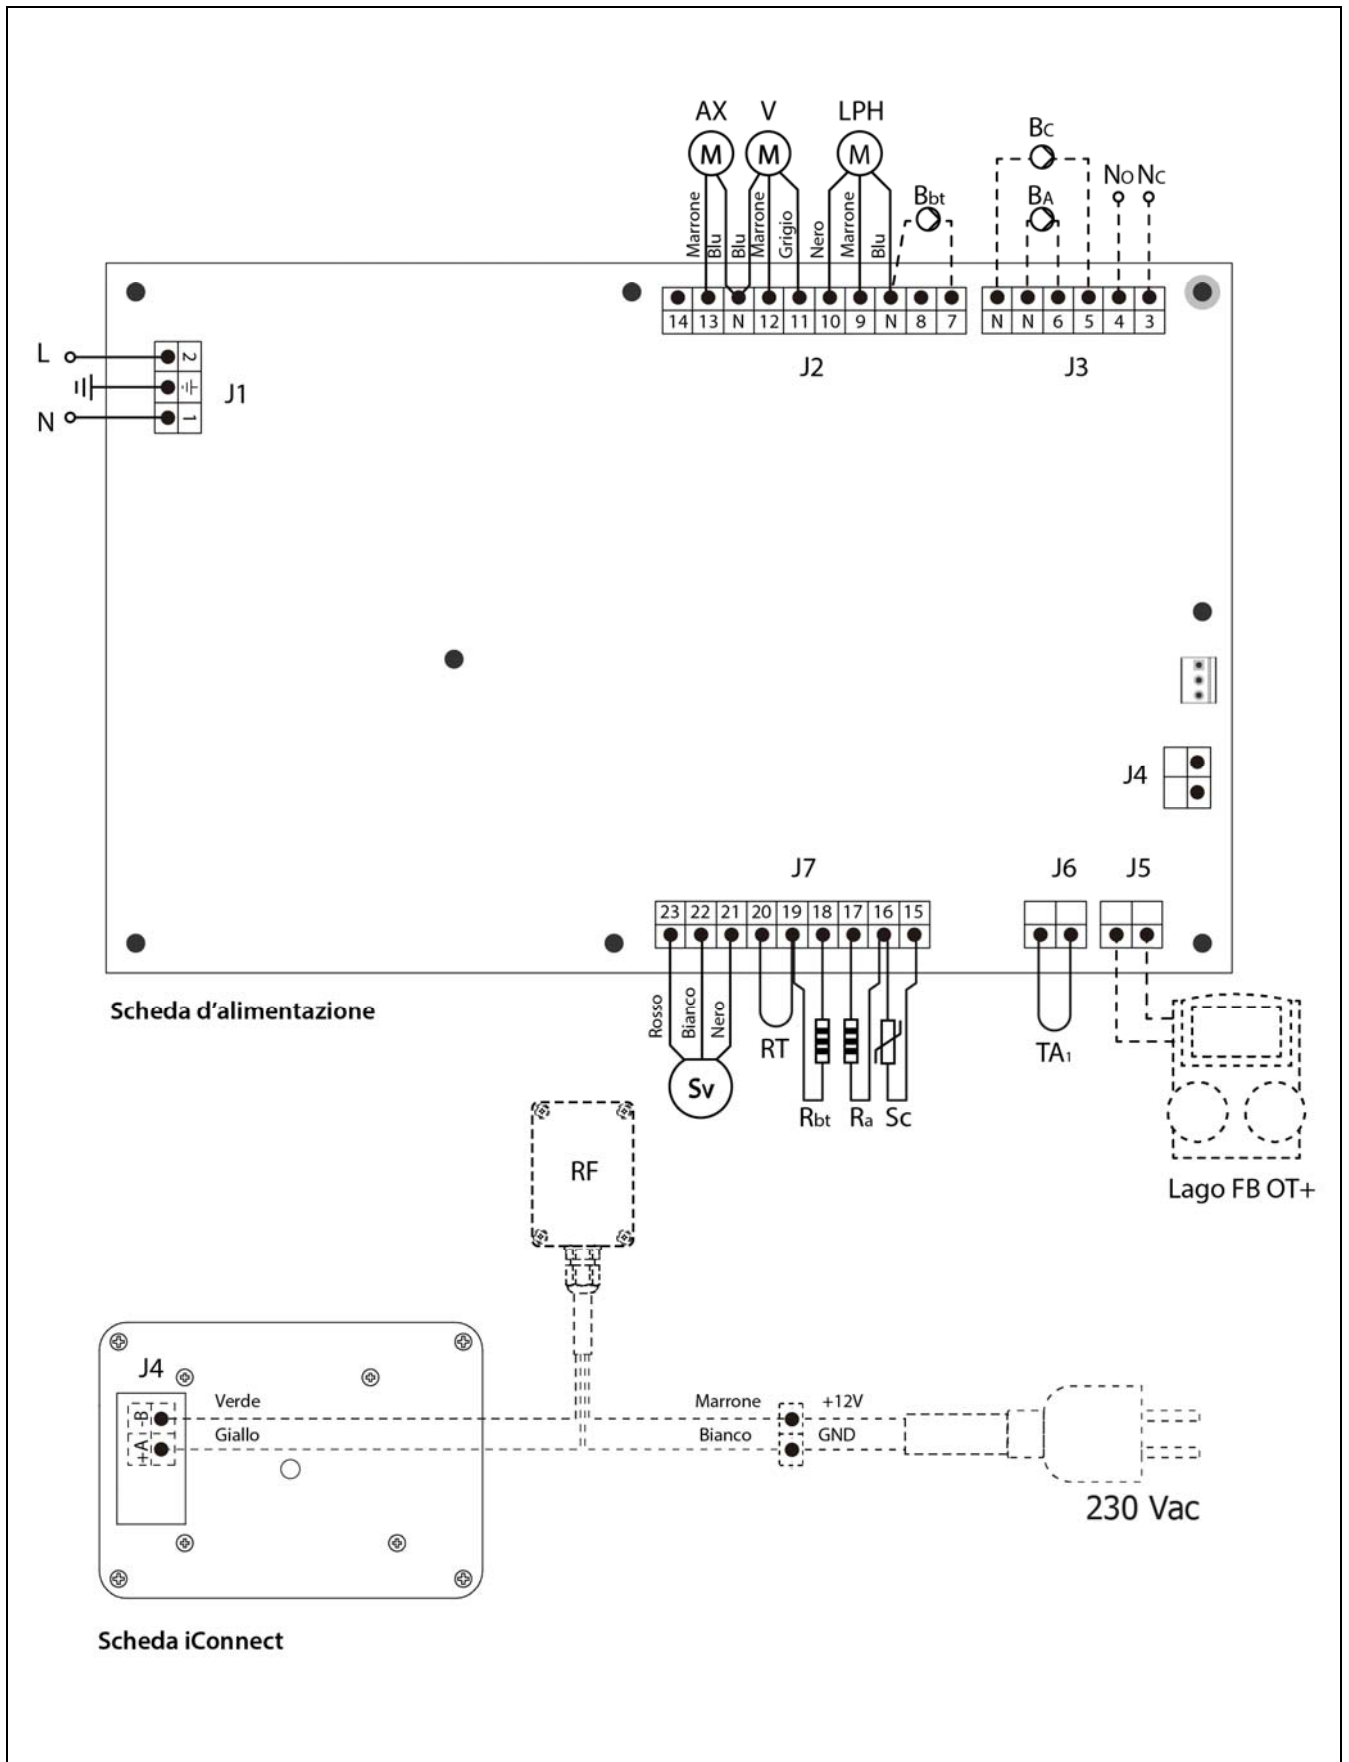 AX V LPH
M M M
Bc
No Nc
Bbt
BA
Marrone
Blu
Blu
Marrone
Grigio
Nero
Marrone
Blu
14 13 N 12 11 10 9 N 8 7
N N 6 5 4 3
J2
J3
L
N
2
1
J1
J4
J7
J6
J5
23 22 21 20 19 18 17 16 15
Scheda d'alimentazione
Rosso
Bianco
Nero
Sv
RT
Rbt
Ra
Sc
TA1
Lago FB OT+
RF
J4
-B
+A
Verde
Giallo
Marrone
+12V
Bianco
GND
230 Vac
Scheda iConnect